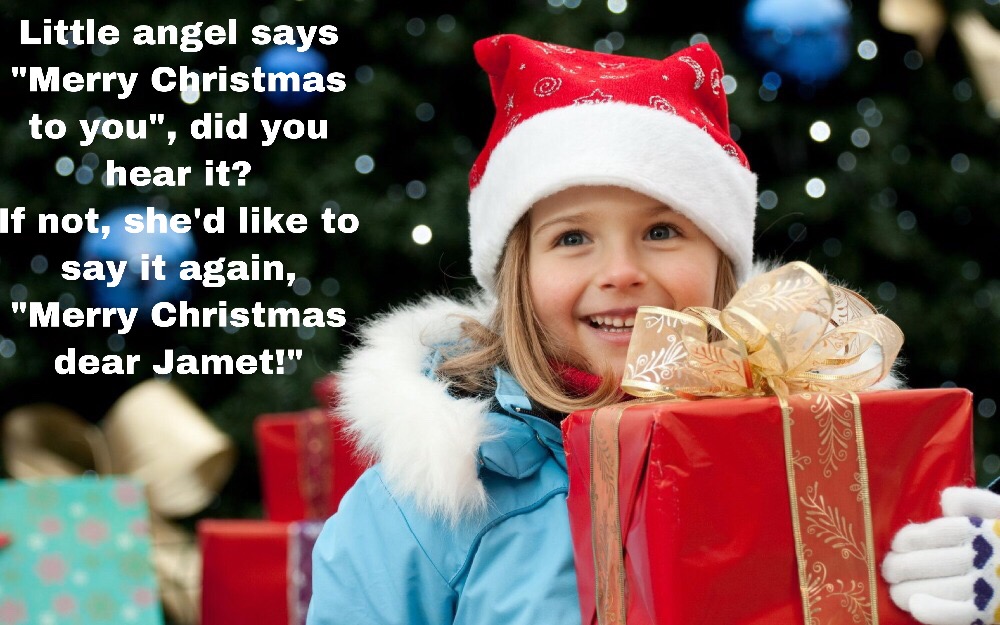 Little angel says
"Merry Christmas
to you", did you
hear it?
If not, she'd like to
say it again,
"Merry Christmas
dear Jamet!"